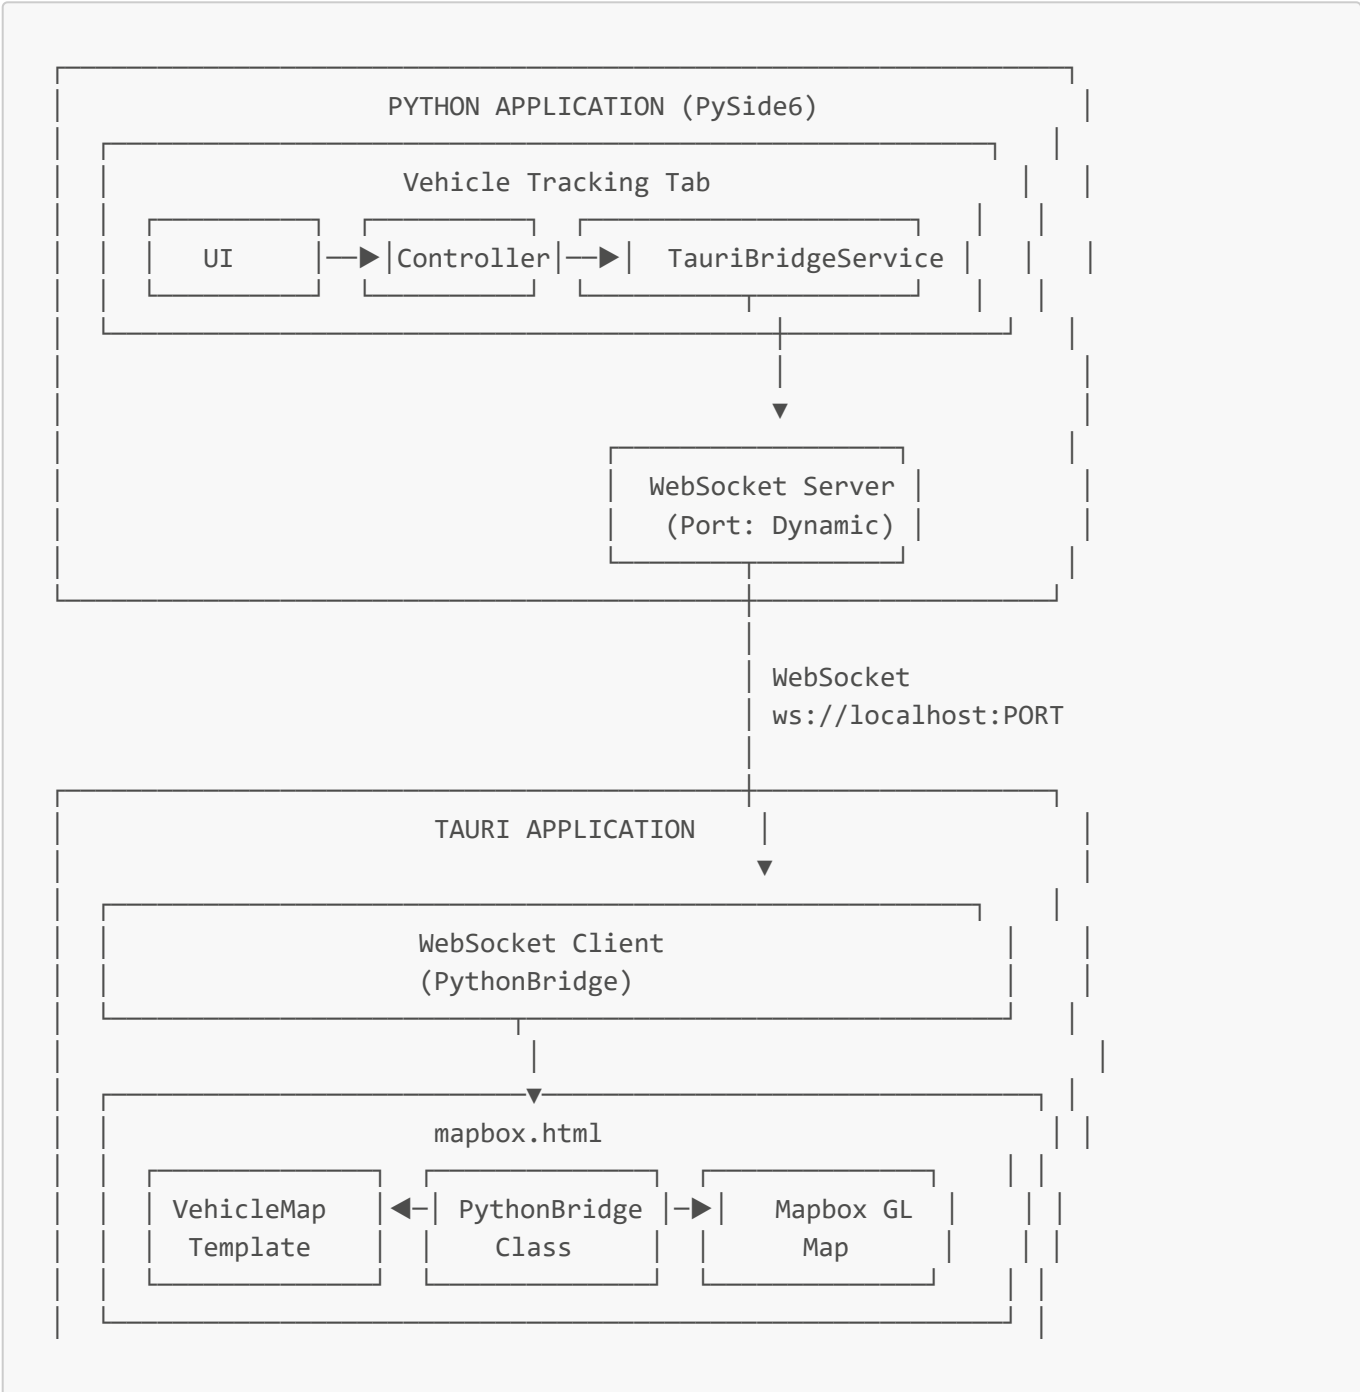 PYTHON APPLICATION (PySide6)
Vehicle Tracking Tab
UI Controller TauriBridgeService
WebSocket Server
(Port: Dynamic)
WebSocket
ws://localhost:PORT
TAURI APPLICATION
WebSocket Client
(PythonBridge)
mapbox.html
VehicleMap PythonBridge Mapbox GL
Template Class Map